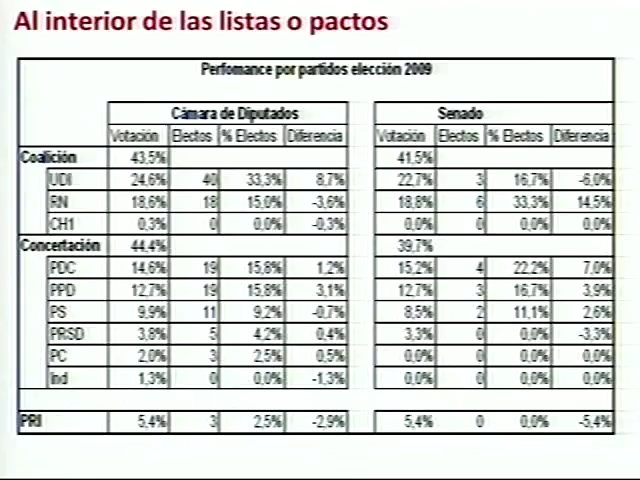 Al interior de las listas o pactos
Perfomance por partidos elección 2009
Cámara de Diputados Senado
Votación Electos % Electos Diferencia Votación Electos % Electos Diferencia
Coalición 43,5% 41,5%
UDI 24,6% 40 33,3% 8,7% 22,7% 3 16,7% -6,0%
RN 18,6% 18 15,0% -3,6% 18,8% 6 33,3% 14,5%
CH1 0,3% 0 0,0% -0,3% 0,0% 0 0,0% 0,0%
Concertación 44,4% 39,7%
PDC 14,6% 19 15,8% 1,2% 15,2% 4 22,2% 7,0%
PPD 12,7% 19 15,8% 3,1% 12,7% 3 16,7% 3,9%
PS 9,9% 11 9,2% -0,7% 8,5% 2 11,1% 2,6%
PRSD 3,8% 5 4,2% 0,4% 3,3% 0 0,0% -3,3%
PC 2,0% 3 2,5% 0,5% 0,0% 0 0,0% 0,0%
Ind 1,3% 0 0,0% -1,3% 0,0% 0 0,0% 0,0%
PRI 5,4% 3 2,5% -2,9% 5,4% 0 0,0% -5,4%